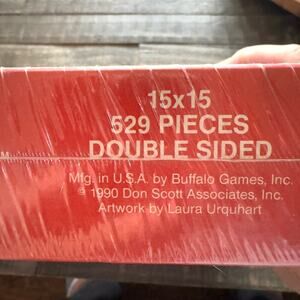 15x15
529 PIECES
DOUBLE SIDED
Mfg. in U.S.A. by Buffalo Games, Inc.
© 1990 Don Scott Associates, Inc.
Artwork by Laura Urquhart